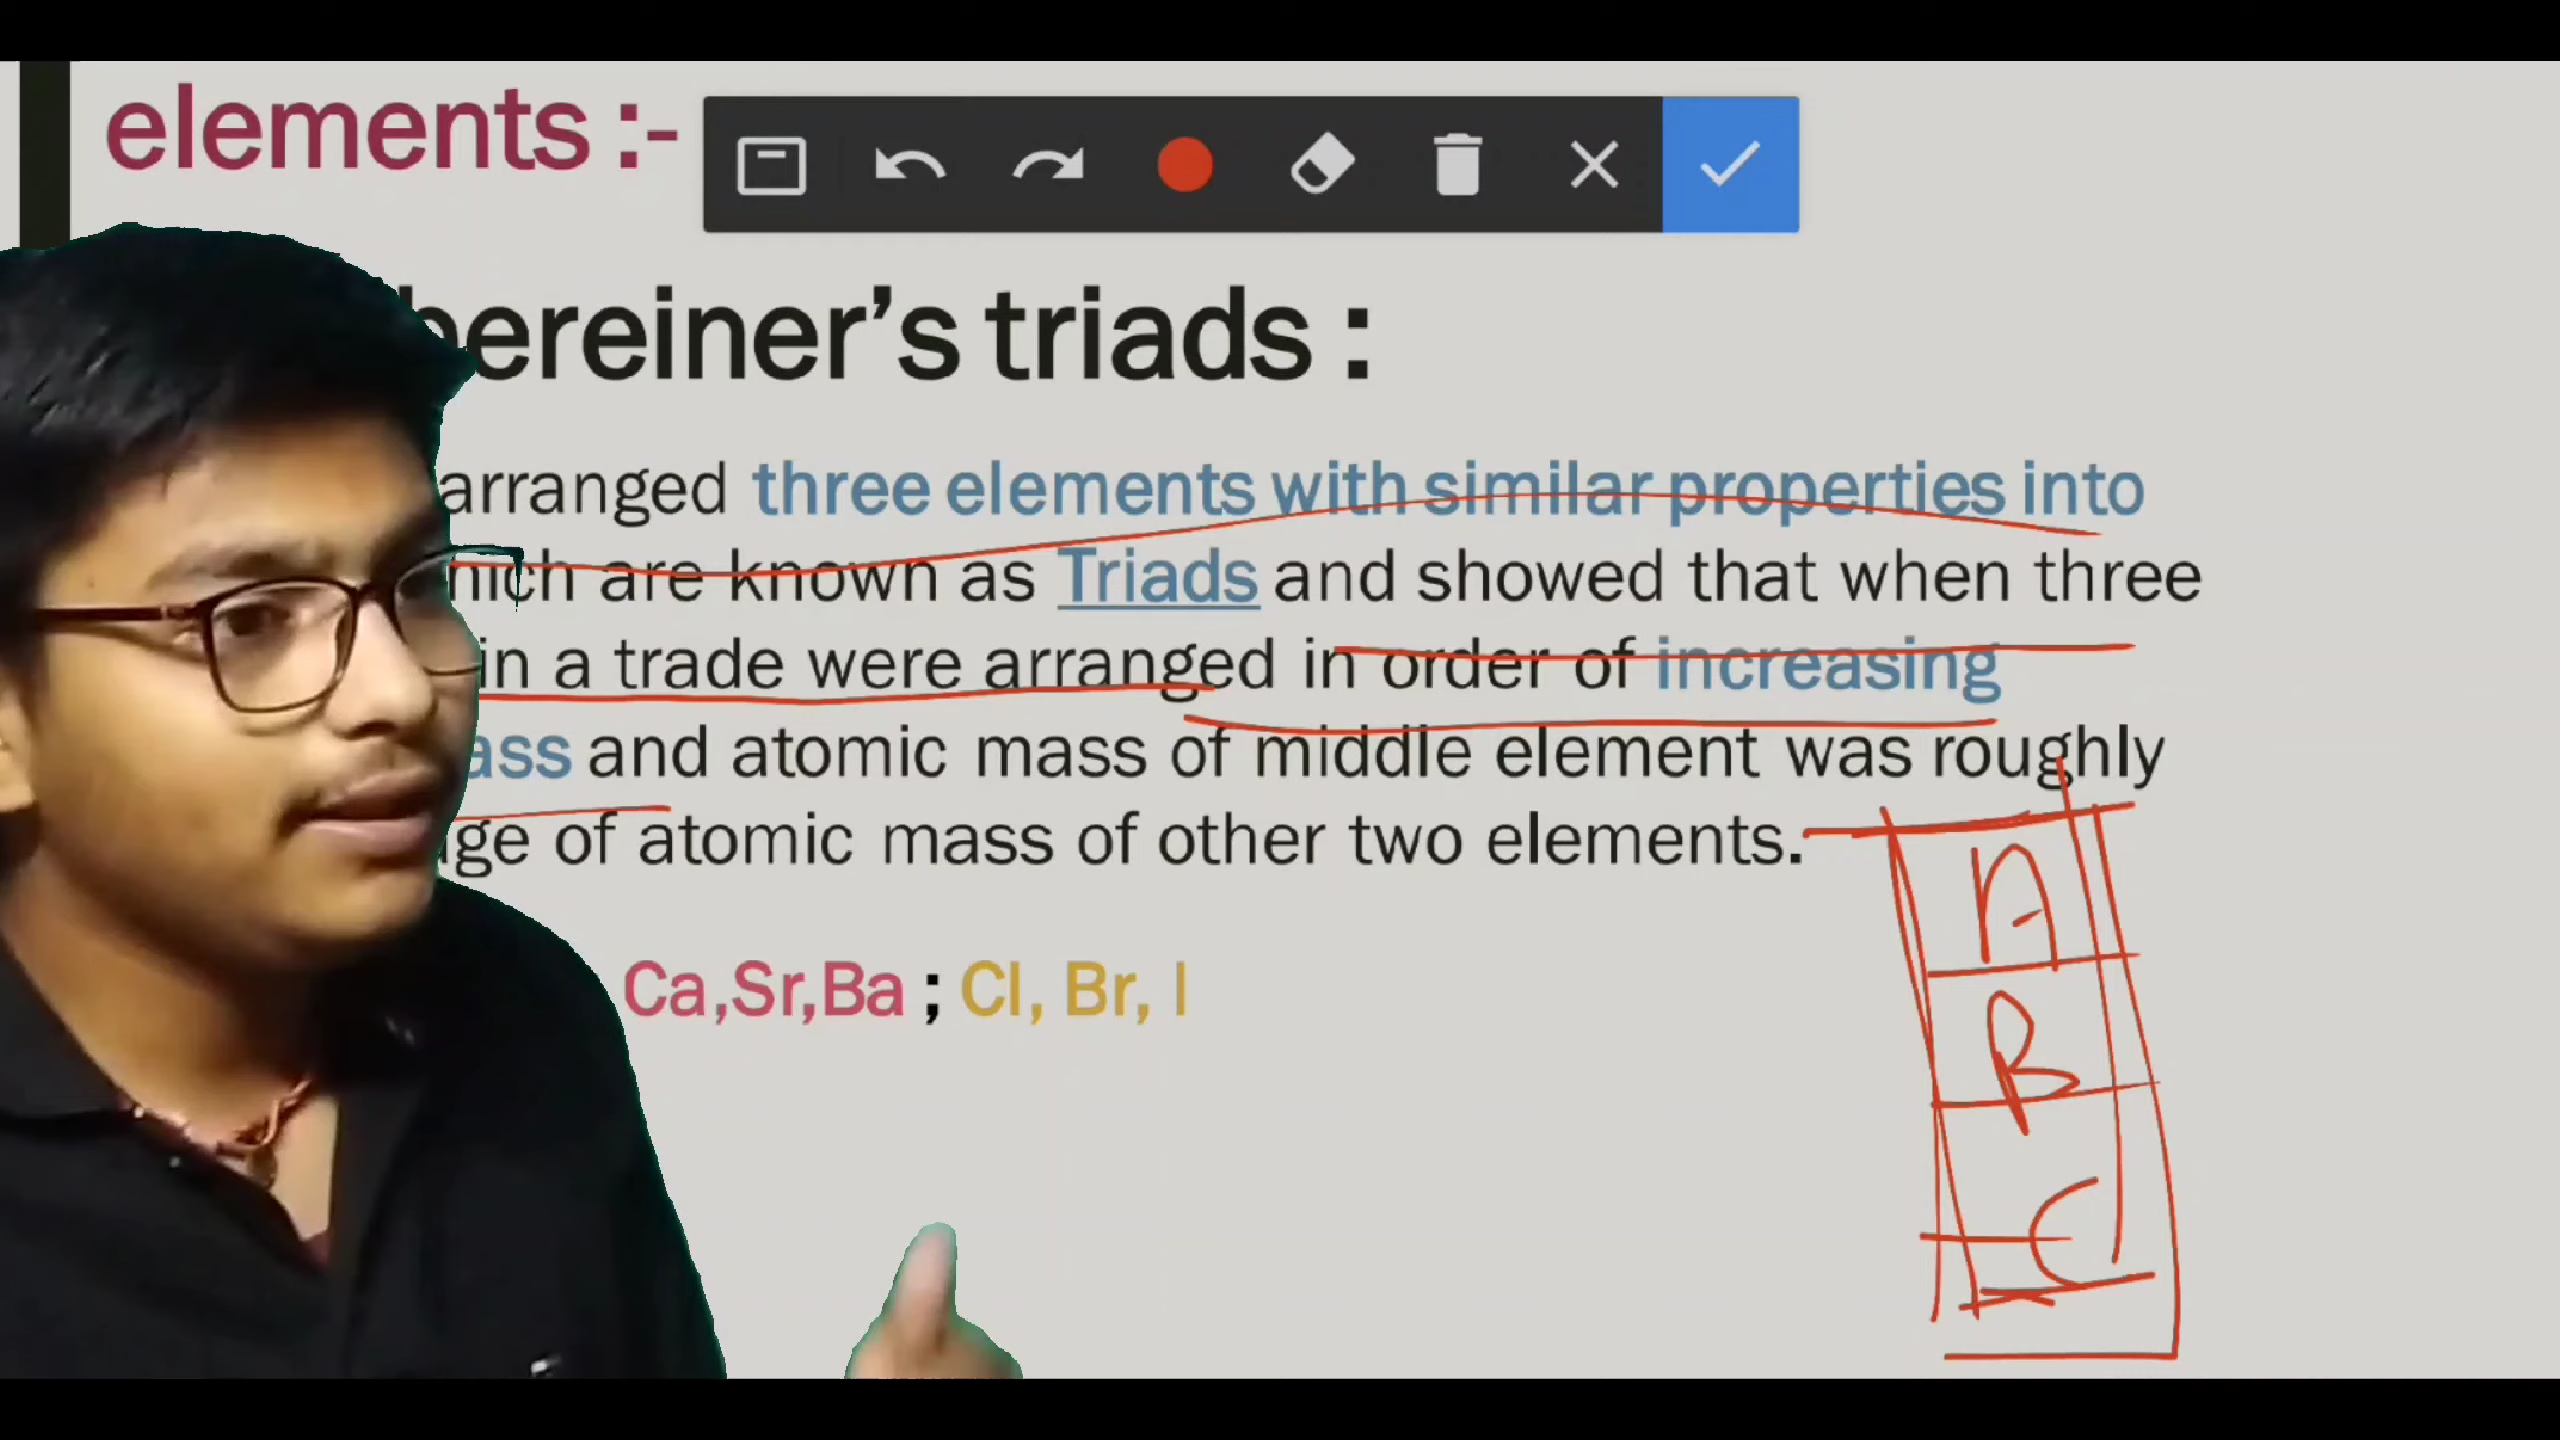 elements :-
bereiner's triads :
arranged three elements with similar properties into
hich are known as Triads and showed that when three
in a trade were arranged in order of increasing
ass and atomic mass of middle element was roughly
ge of atomic mass of other two elements.
Ca,Sr,Ba ; Cl, Br, I
A
B
C